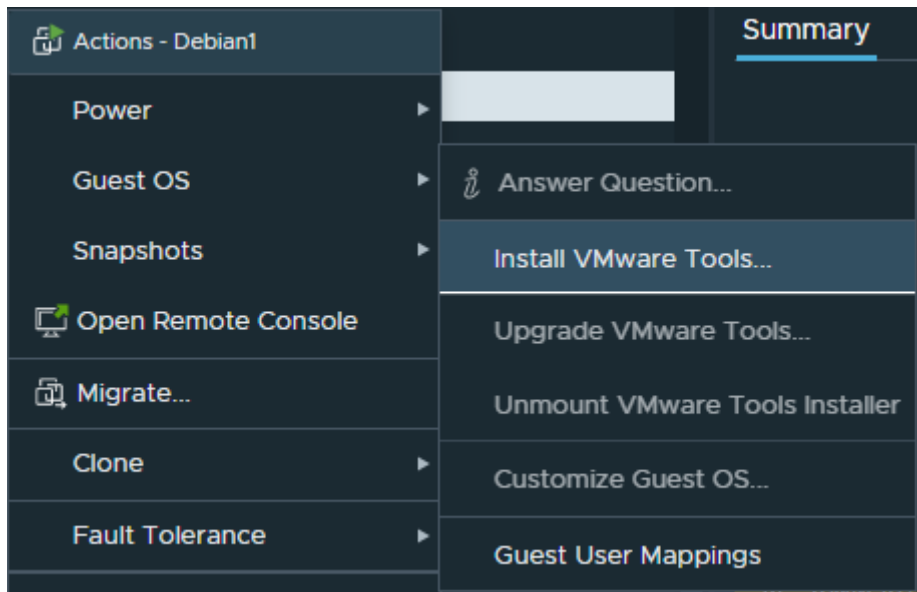 Actions - Debian1
Summary
Power
Guest OS
Snapshots
Open Remote Console
Migrate...
Clone
Fault Tolerance
Answer Question...
Install VMware Tools...
Upgrade VMware Tools...
Unmount VMware Tools Installer
Customize Guest OS...
Guest User Mappings